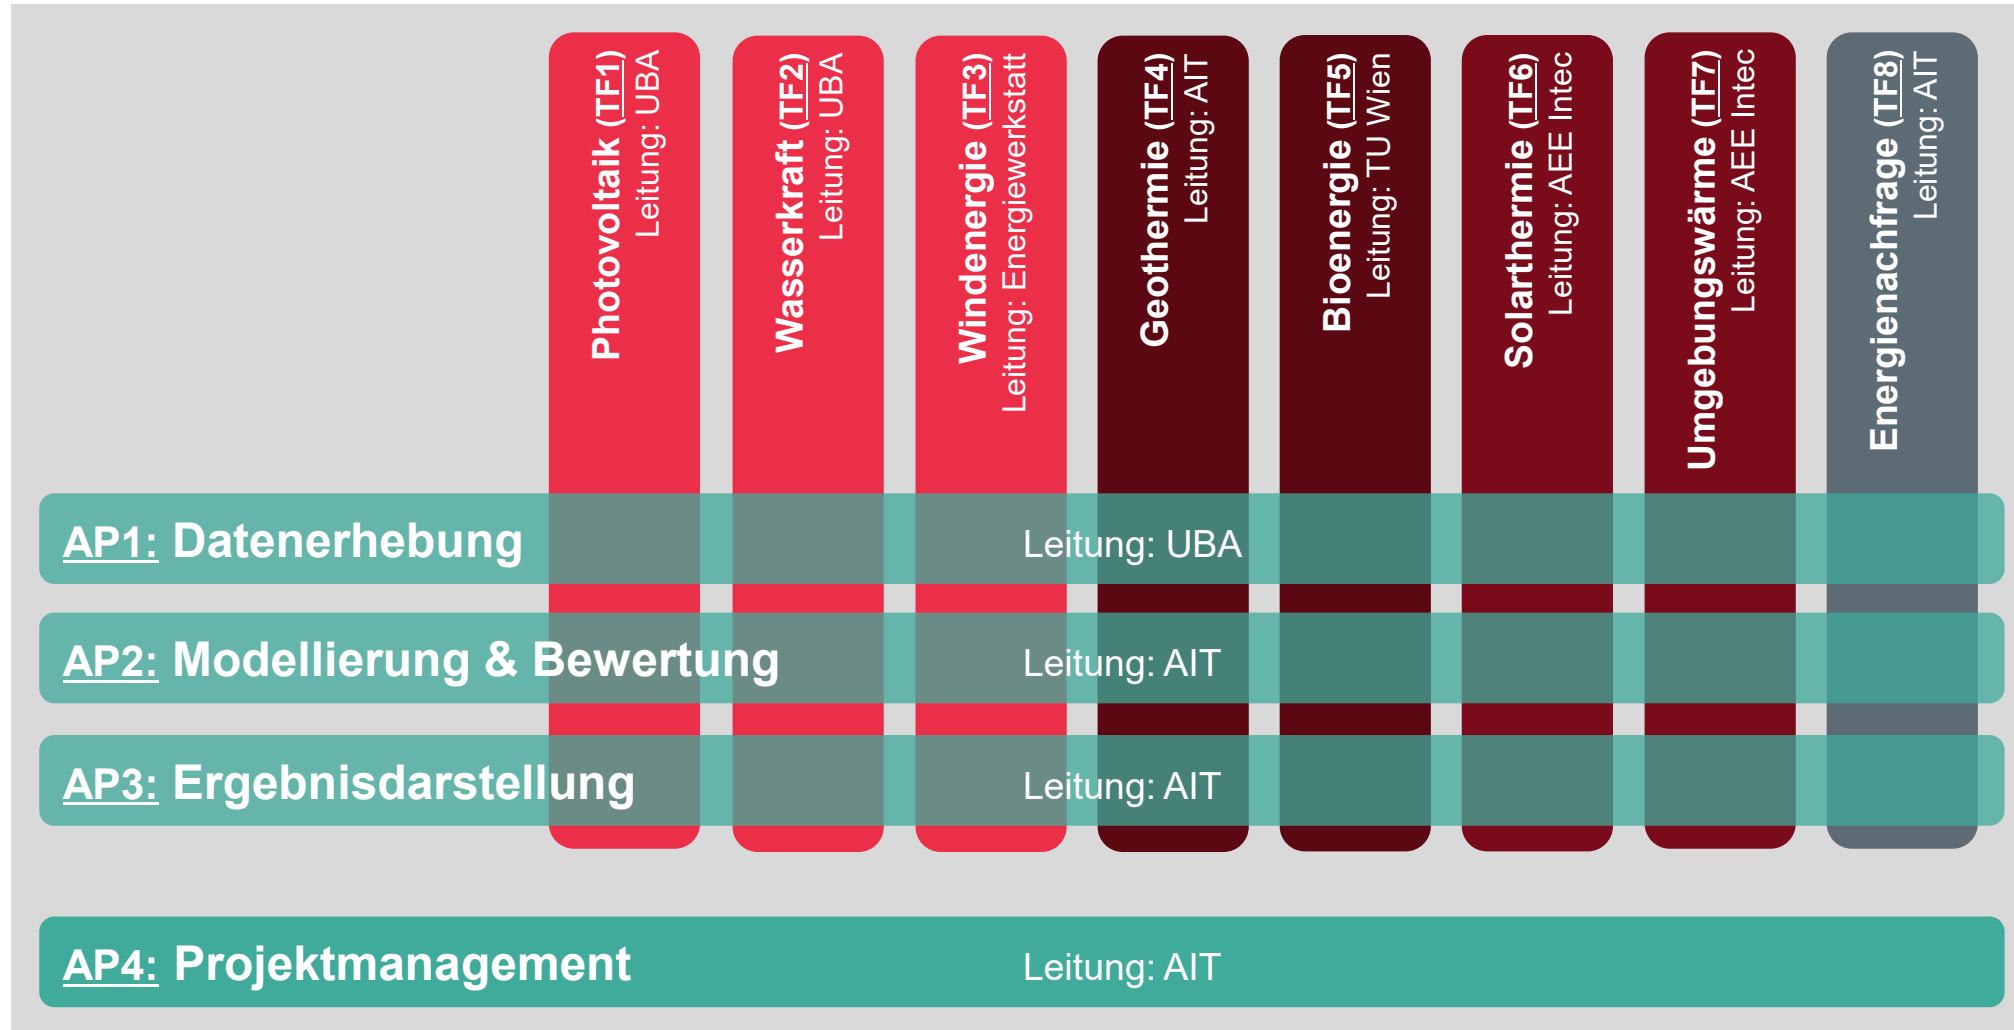 Photovoltaik (TF1)
Leitung: UBA
Wasserkraft (TF2)
Leitung: UBA
Windenergie (TF3)
Leitung: Energiewerkstatt
Geothermie (TF4)
Leitung: AIT
Bioenergie (TF5)
Leitung: TU Wien
Solarthermie (TF6)
Leitung: AEE Intec
Umgebungswärme (TF7)
Leitung: AEE Intec
Energienachfrage (TF8)
Leitung: AIT
AP1: Datenerhebung Leitung: UBA
AP2: Modellierung & Bewertung Leitung: AIT
AP3: Ergebnisdarstellung Leitung: AIT
AP4: Projektmanagement Leitung: AIT